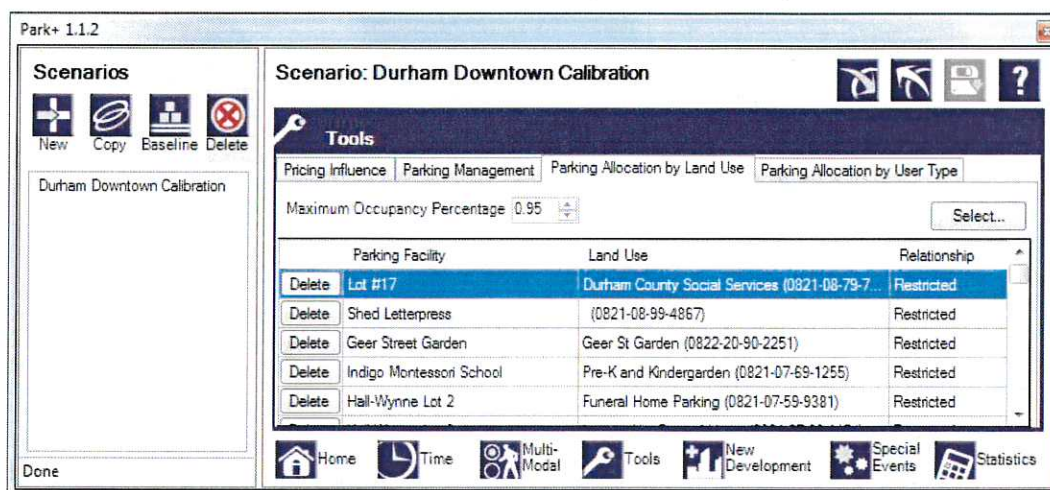 Park+ 1.1.2
Scenarios
New Copy Baseline Delete
Durham Downtown Calibration
Done
Scenario: Durham Downtown Calibration
?
Tools
Pricing Influence Parking Management Parking Allocation by Land Use Parking Allocation by User Type
Maximum Occupancy Percentage 0.95
Select...
Parking Facility Land Use Relationship
Delete Lot #17 Durham County Social Services (0821-08-79-7... Restricted
Delete Shed Letterpress (0821-08-99-4867) Restricted
Delete Geer Street Garden Geer St Garden (0822-20-90-2251) Restricted
Delete Indigo Montessori School Pre-K and Kindergarden (0821-07-69-1255) Restricted
Delete Hall-Wynne Lot 2 Funeral Home Parking (0821-07-59-9381) Restricted
Home Time Multi-Modal Tools New Development Special Events Statistics